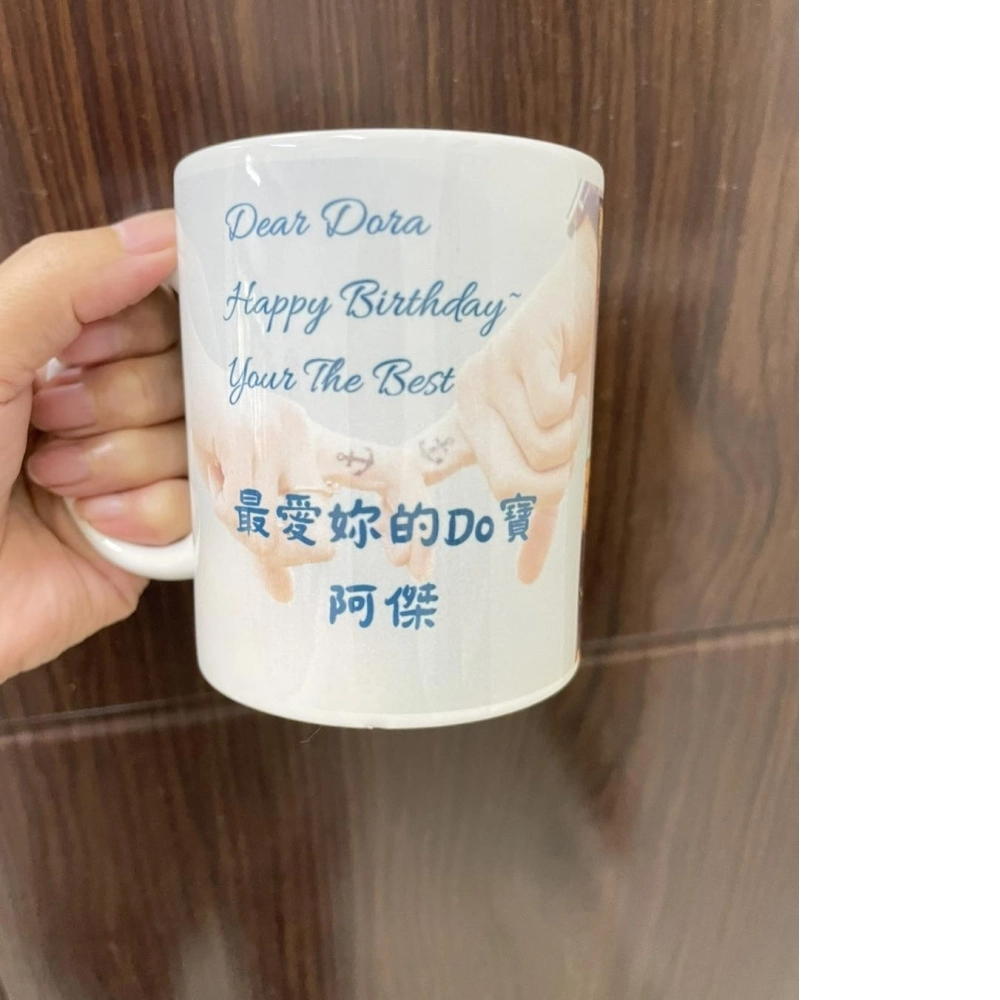 Dear Dora
Happy Birthday~
Your The Best
最愛妳的Do寶
阿傑